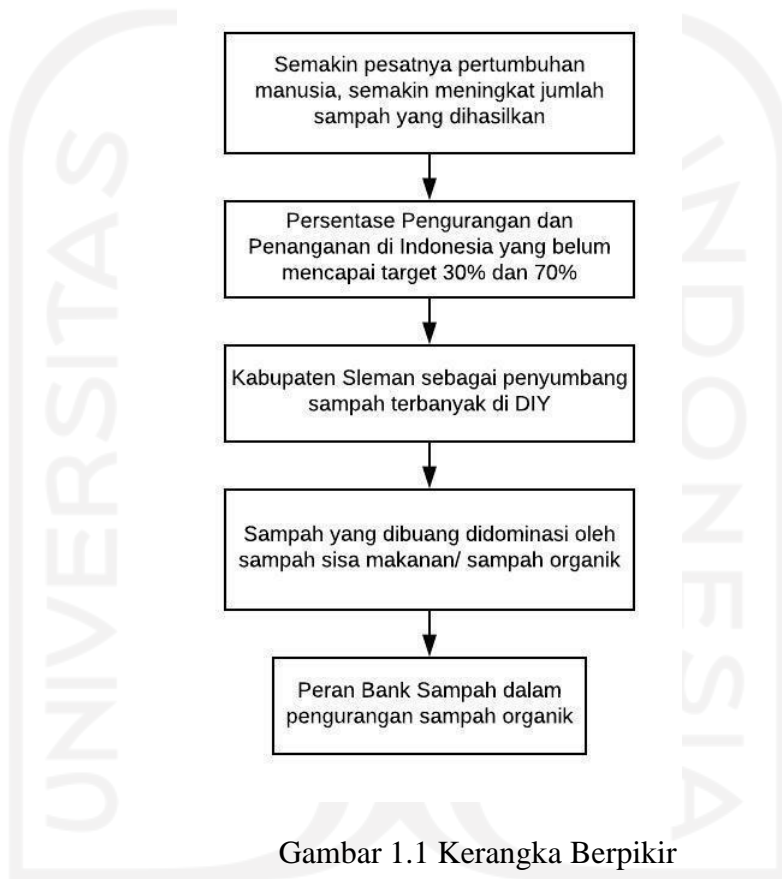 Semakin pesatnya pertumbuhan
manusia, semakin meningkat jumlah
sampah yang dihasilkan
Persentase Pengurangan dan
Penanganan di Indonesia yang belum
mencapai target 30% dan 70%
Kabupaten Sleman sebagai penyumbang
sampah terbanyak di DIY
Sampah yang dibuang didominasi oleh
sampah sisa makanan/ sampah organik
Peran Bank Sampah dalam
pengurangan sampah organik
Gambar 1.1 Kerangka Berpikir
UNIVERSITAS
NDONESIA